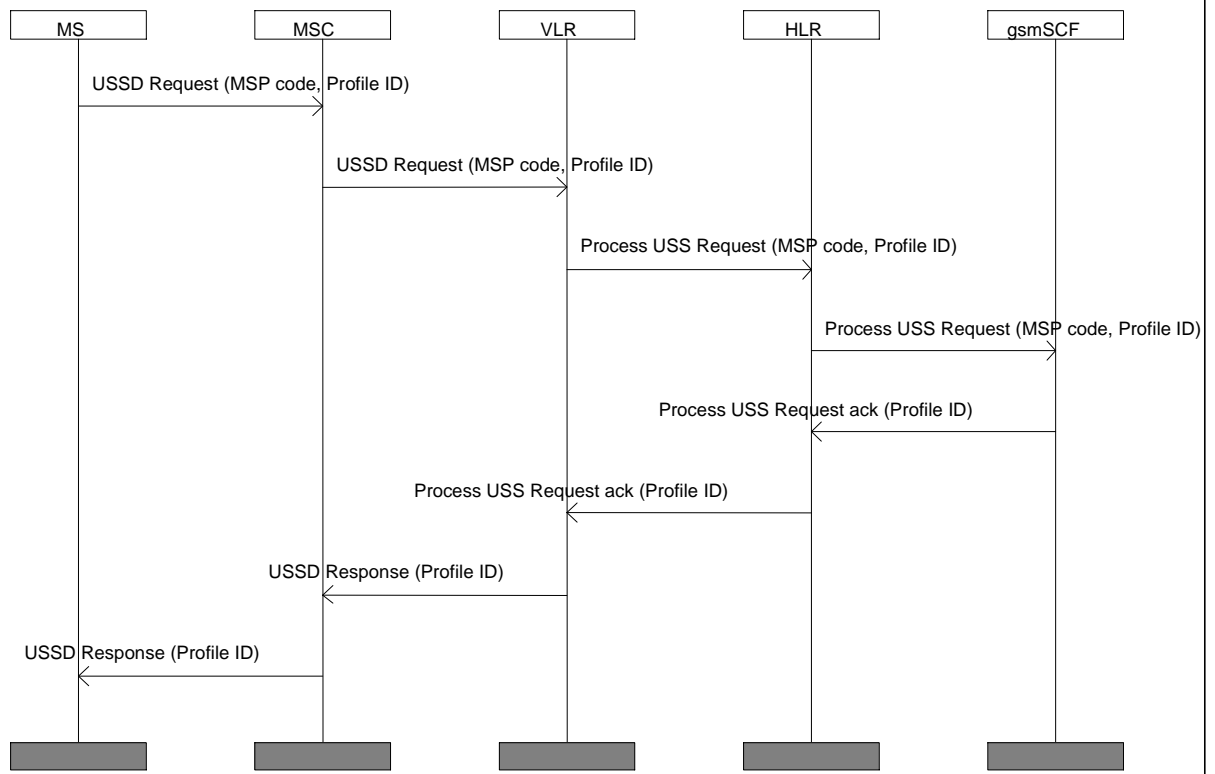 MS
MSC
VLR
HLR
gsmSCF
USSD Request (MSP code, Profile ID)
USSD Request (MSP code, Profile ID)
Process USS Request (MSP code, Profile ID)
Process USS Request (MSP code, Profile ID)
Process USS Request ack (Profile ID)
Process USS Request ack (Profile ID)
USSD Response (Profile ID)
USSD Response (Profile ID)